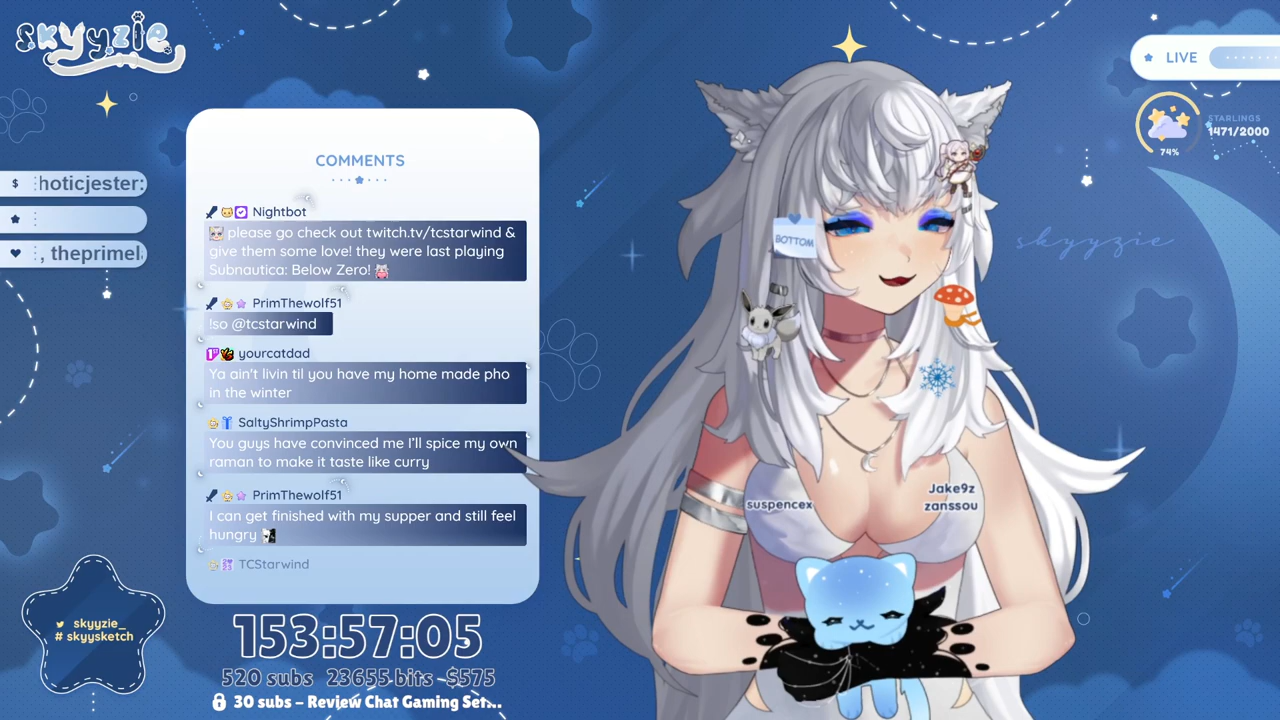 skyyzie
LIVE
STARLINGS
1471/2000
74%
COMMENTS
Nightbot
please go check out twitch.tv/tcstarwind &
give them some love! they were last playing
Subnautica: Below Zero!
PrimThewolf51
!so @tcstarwind
yourcatdad
Ya ain't livin til you have my home made pho
in the winter
SaltyShrimpPasta
You guys have convinced me I'll spice my own
raman to make it taste like curry
PrimThewolf51
I can get finished with my supper and still feel
hungry
TCStarwind
$ hoticjester:
, theprimel
BOTTOM
skyyzie
suspencex
Jake9z
zanssou
skyyzie_
# skyysketch
153:57:05
520 subs 23655 bits $575
30 subs - Review Chat Gaming Set...